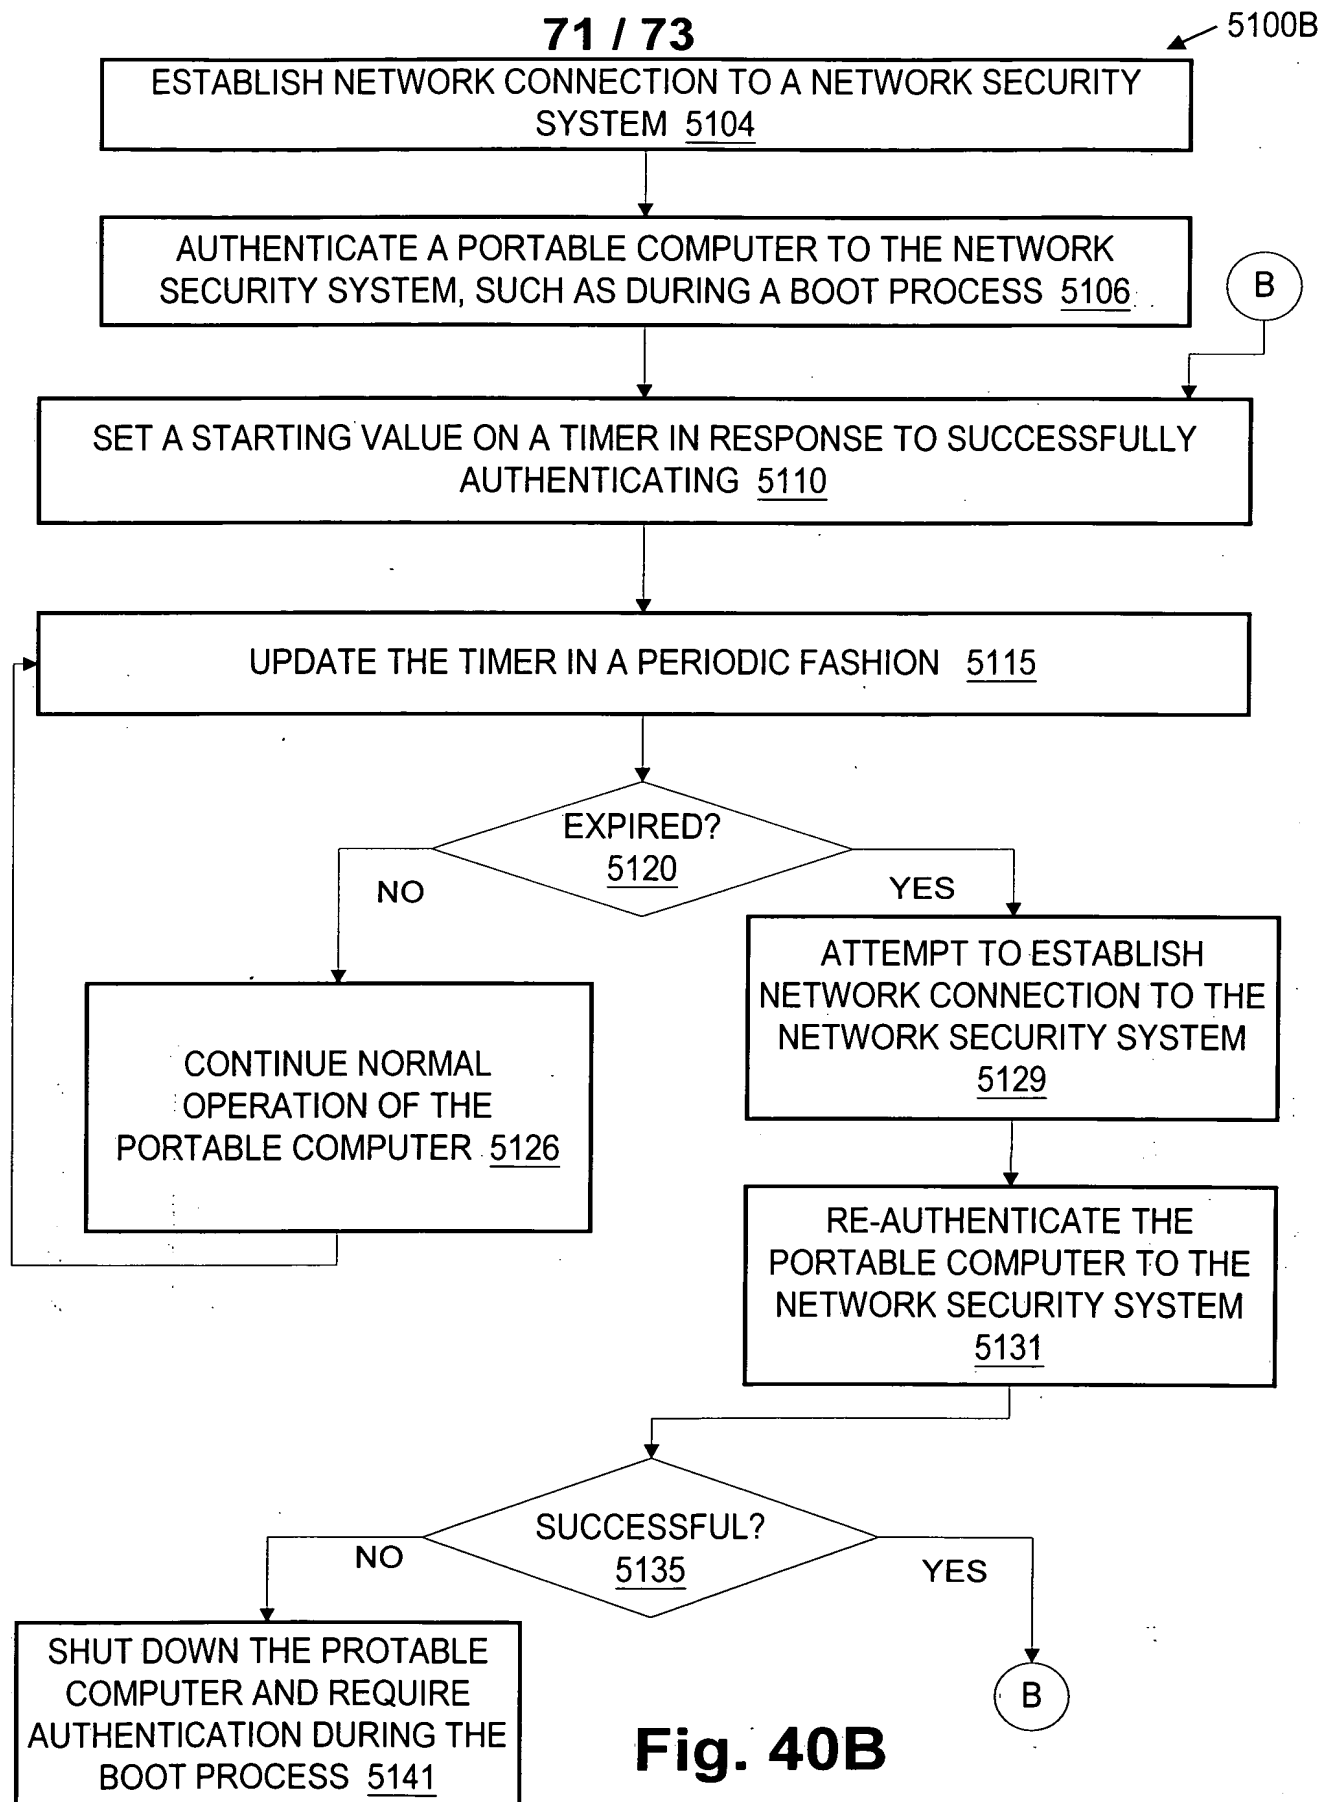 71 / 73
5100B
ESTABLISH NETWORK CONNECTION TO A NETWORK SECURITY
SYSTEM 5104
AUTHENTICATE A PORTABLE COMPUTER TO THE NETWORK
SECURITY SYSTEM, SUCH AS DURING A BOOT PROCESS 5106
B
SET A STARTING VALUE ON A TIMER IN RESPONSE TO SUCCESSFULLY
AUTHENTICATING 5110
UPDATE THE TIMER IN A PERIODIC FASHION 5115
EXPIRED?
5120
NO
YES
CONTINUE NORMAL
OPERATION OF THE
PORTABLE COMPUTER 5126
ATTEMPT TO ESTABLISH
NETWORK CONNECTION TO THE
NETWORK SECURITY SYSTEM
5129
RE-AUTHENTICATE THE
PORTABLE COMPUTER TO THE
NETWORK SECURITY SYSTEM
5131
SUCCESSFUL?
5135
NO
YES
SHUT DOWN THE PROTABLE
COMPUTER AND REQUIRE
AUTHENTICATION DURING THE
BOOT PROCESS 5141
B
Fig. 40B